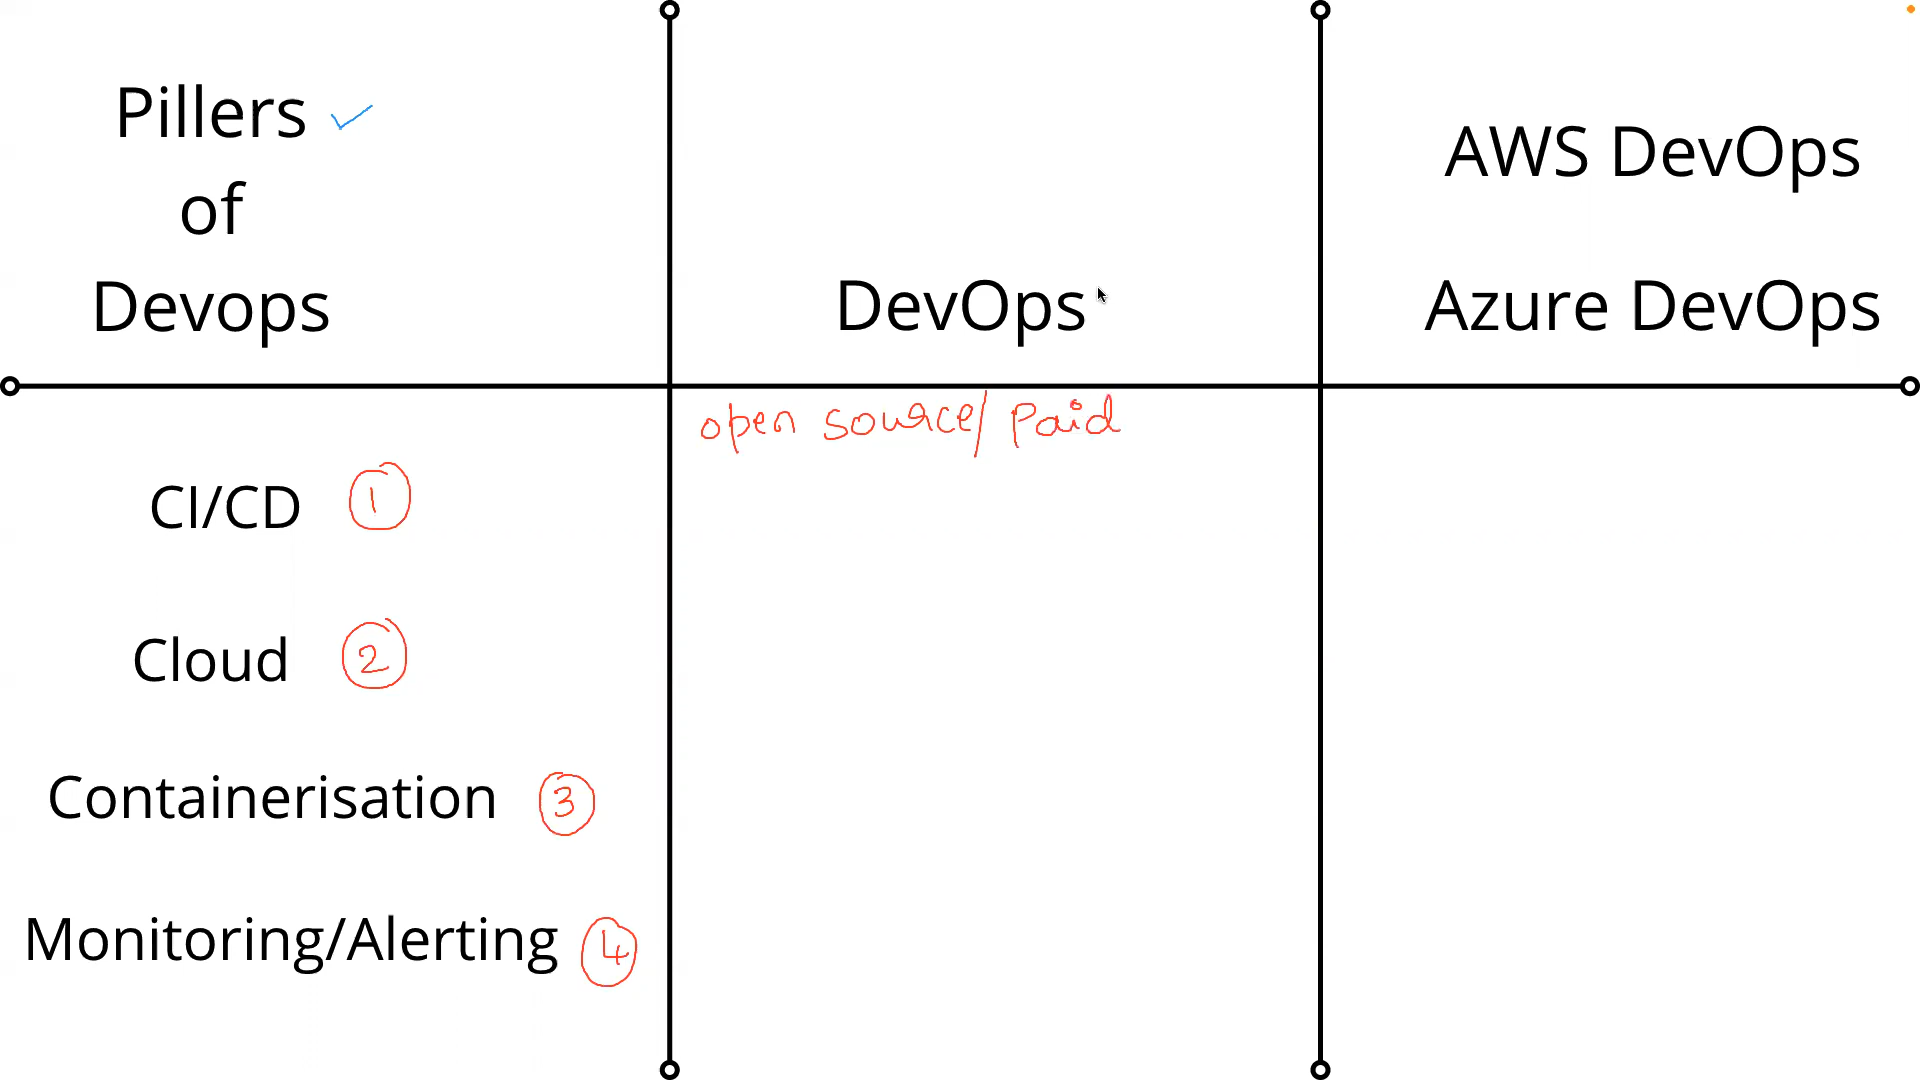 Pillers
of
Devops
DevOps
AWS DevOps
Azure DevOps
open source/ Paid
CI/CD 1
Cloud 2
Containerisation 3
Monitoring/Alerting 4